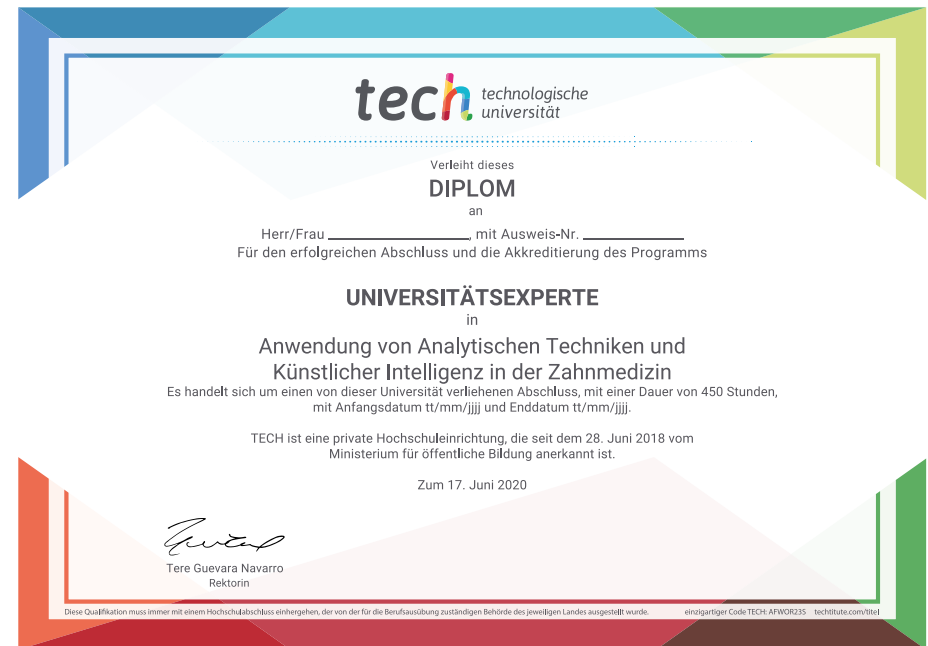 tech technologische
universität
Verleiht dieses
DIPLOM
an
Herr/Frau ____________, mit Ausweis-Nr. ____________
Für den erfolgreichen Abschluss und die Akkreditierung des Programms
UNIVERSITÄTSEXPERTE
in
Anwendung von Analytischen Techniken und
Künstlicher Intelligenz in der Zahnmedizin
Es handelt sich um einen von dieser Universität verliehenen Abschluss, mit einer Dauer von 450 Stunden,
mit Anfangsdatum tt/mm/jjjj und Enddatum tt/mm/jjjj.
TECH ist eine private Hochschuleinrichtung, die seit dem 28. Juni 2018 vom
Ministerium für öffentliche Bildung anerkannt ist.
Zum 17. Juni 2020
Tere Guevara Navarro
Rektorin
Diese Qualifikation muss immer mit einem Hochschulabschluss einhergehen, der von der für die Berufsausübung zuständigen Behörde des jeweiligen Landes ausgestellt wurde. einzigartiger Code TECH: AFWOR23S techtitute.com/titel